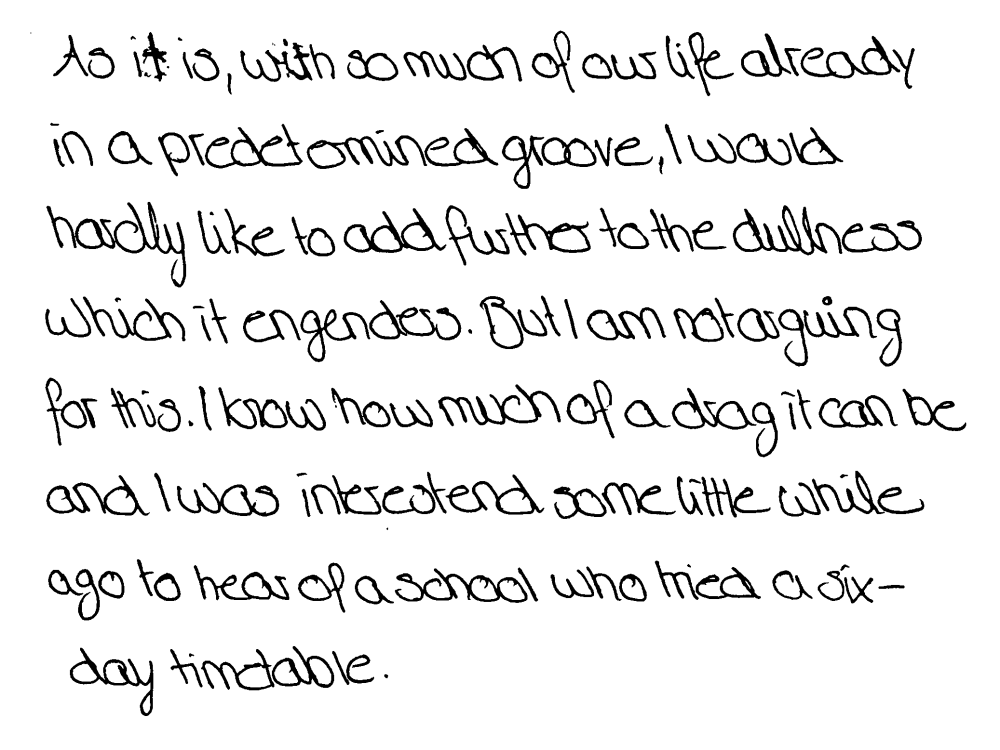 As it is, with so much of our life already
in a predetomined groove, I would
hardly like to add further to the dullness
which it engenders. But I am not arguing
for this. I know how much of a drag it can be
and I was interestend some little while
ago to hear of a school who tried a six-
day timetable.